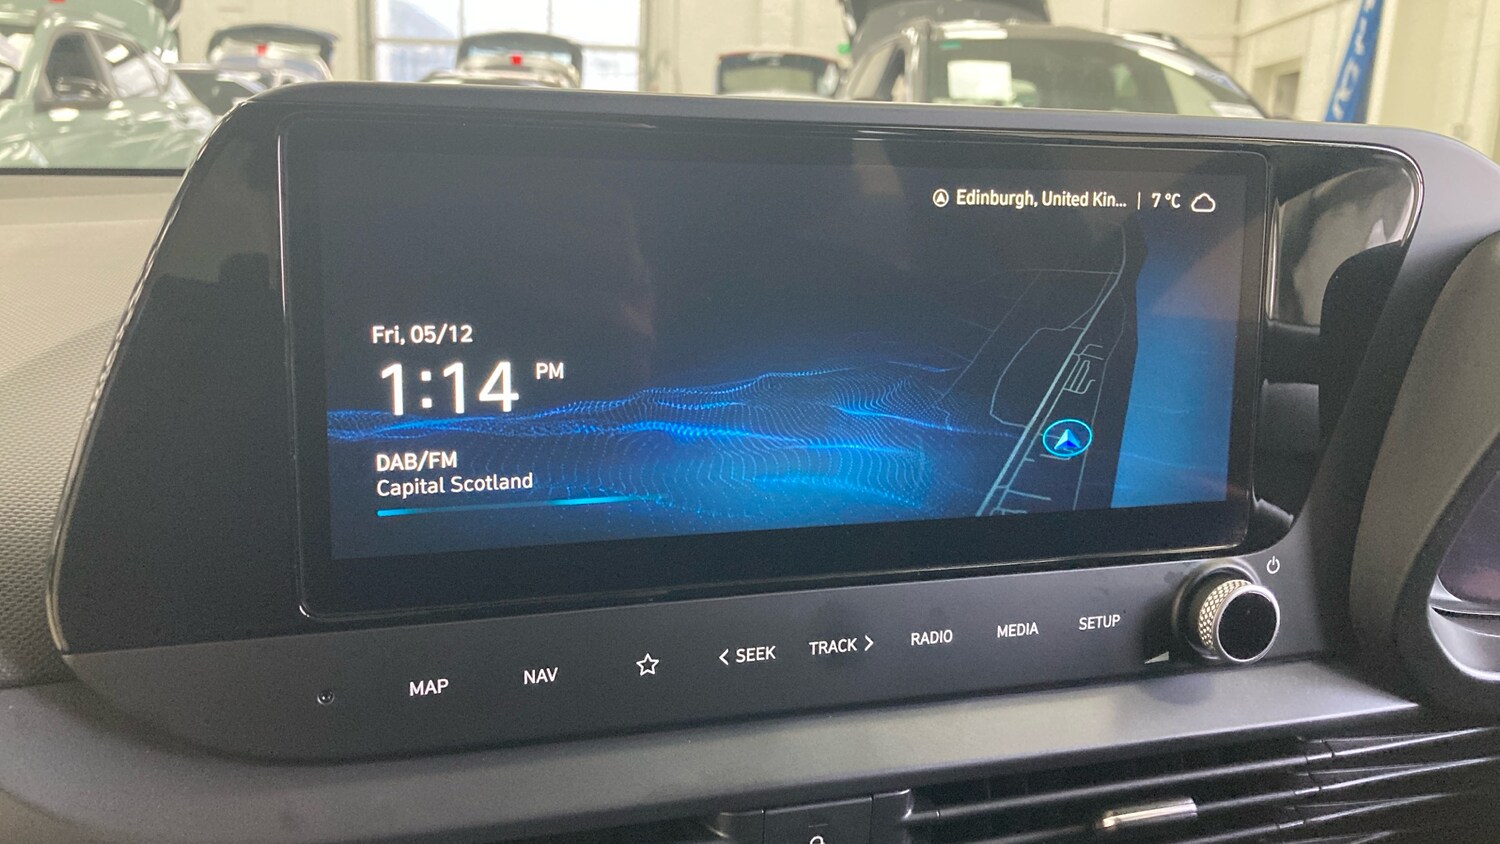 Edinburgh, United Kin... | 7 °C
Fri, 05/12
1:14 PM
DAB/FM
Capital Scotland
MAP NAV < SEEK TRACK > RADIO MEDIA SETUP